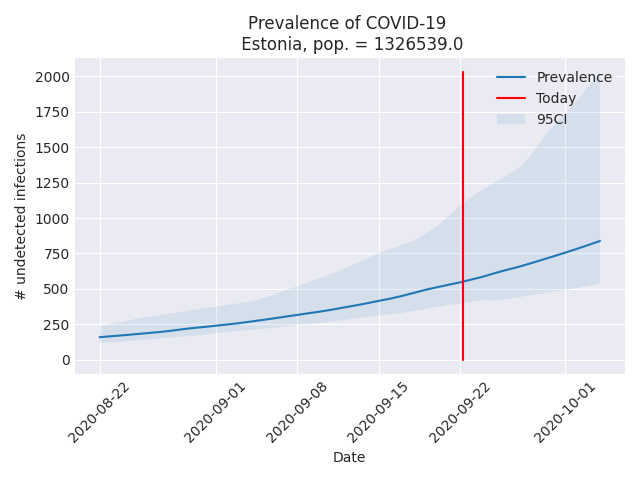 Prevalence of COVID-19
Estonia, pop. = 1326539.0
Prevalence
Today
95CI
# undetected infections
2000
1750
1500
1250
1000
750
500
250
0
2020-08-22
2020-09-01
2020-09-08
2020-09-15
2020-09-22
2020-10-01
Date